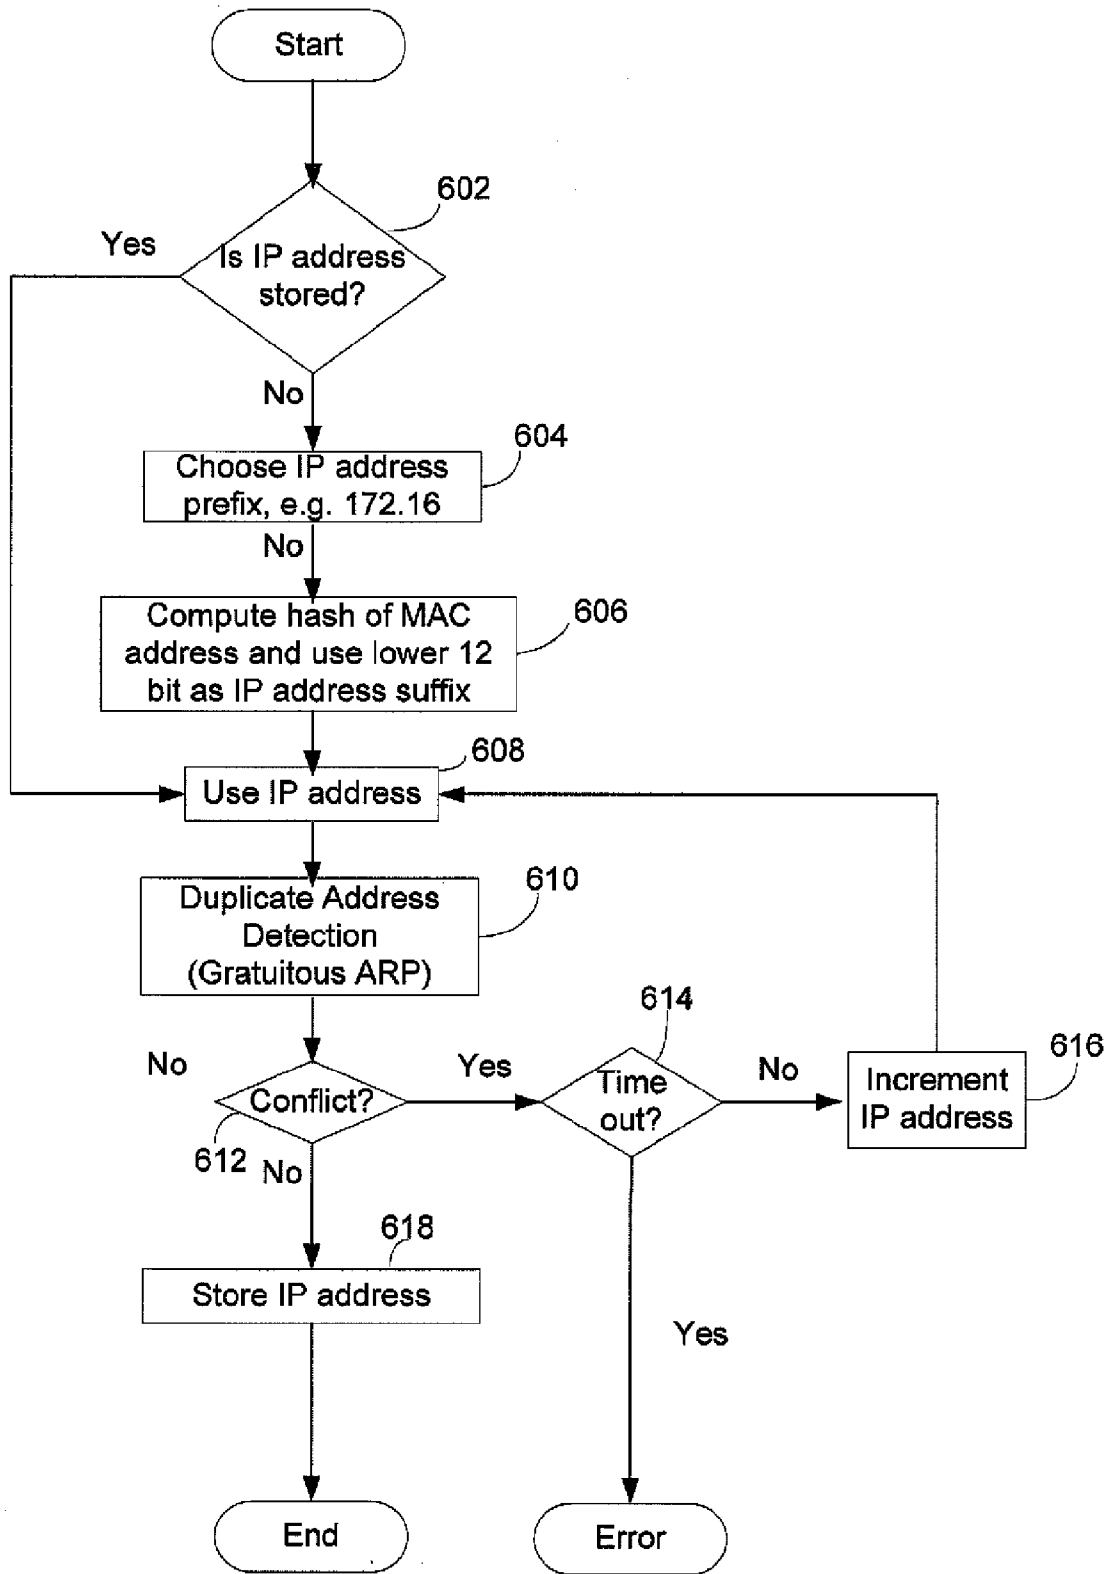 Start
602
Yes
Is IP address
stored?
No
604
Choose IP address
prefix, e.g. 172.16
No
606
Compute hash of MAC
address and use lower 12
bit as IP address suffix
608
Use IP address
610
Duplicate Address
Detection
(Gratuitous ARP)
614
No
Conflict?
Yes
Time
out?
No
Increment
IP address
616
612
No
618
Store IP address
Yes
End
Error